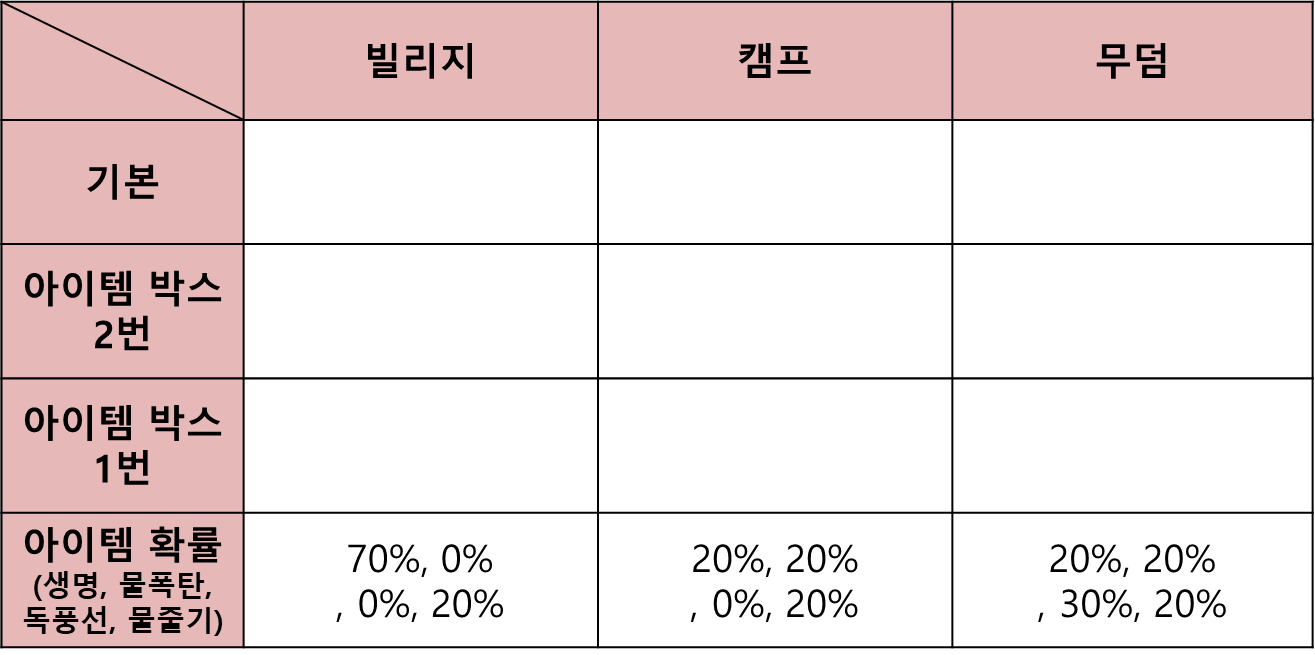 빌리지
캠프
무덤
기본
아이템 박스
2번
아이템 박스
1번
아이템 확률
(생명, 물폭탄,
독풍선, 물줄기)
70%, 0%
, 0%, 20%
20%, 20%
, 0%, 20%
20%, 20%
, 30%, 20%